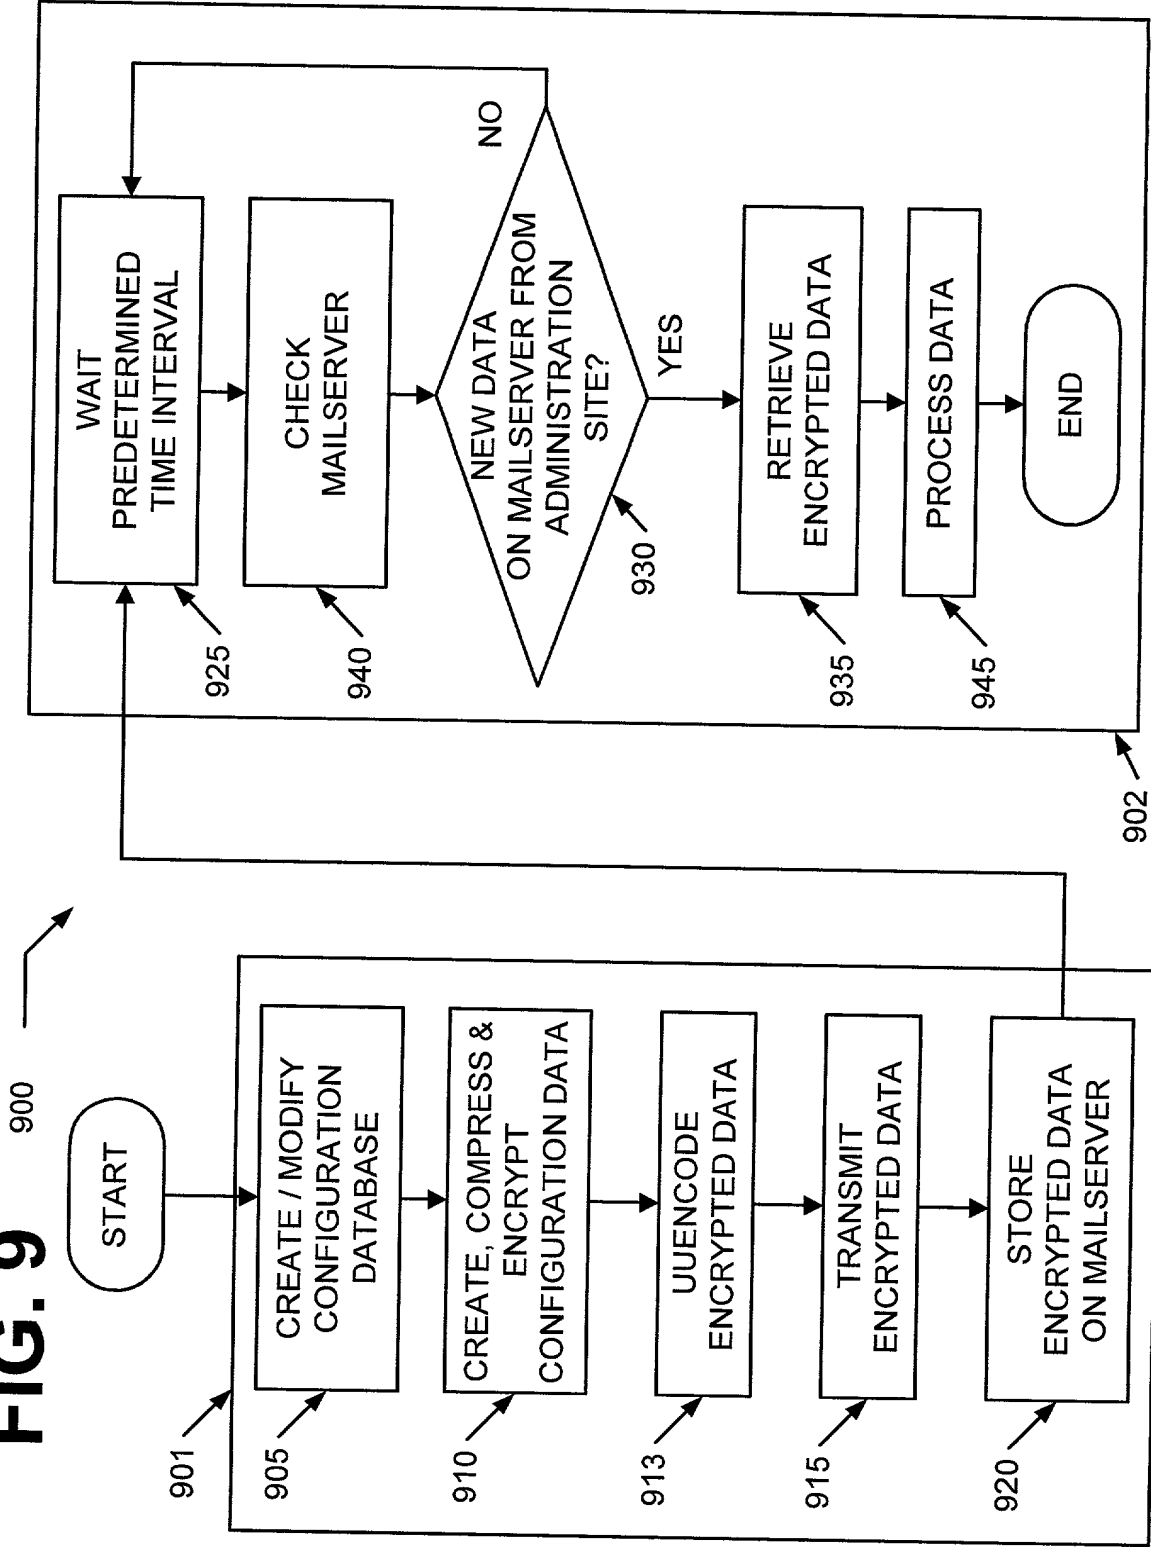 FIG. 9
900
START
901
CREATE / MODIFY
CONFIGURATION
DATABASE
905
CREATE, COMPRESS &
ENCRYPT
CONFIGURATION DATA
910
UUENCODE
ENCRYPTED DATA
913
TRANSMIT
ENCRYPTED DATA
915
STORE
ENCRYPTED DATA
ON MAILSERVER
920
WAIT
PREDETERMINED
TIME INTERVAL
925
CHECK
MAILSERVER
940
NEW DATA
ON MAILSERVER FROM
ADMINISTRATION
SITE?
NO
930
YES
RETRIEVE
ENCRYPTED DATA
935
PROCESS DATA
945
END
902